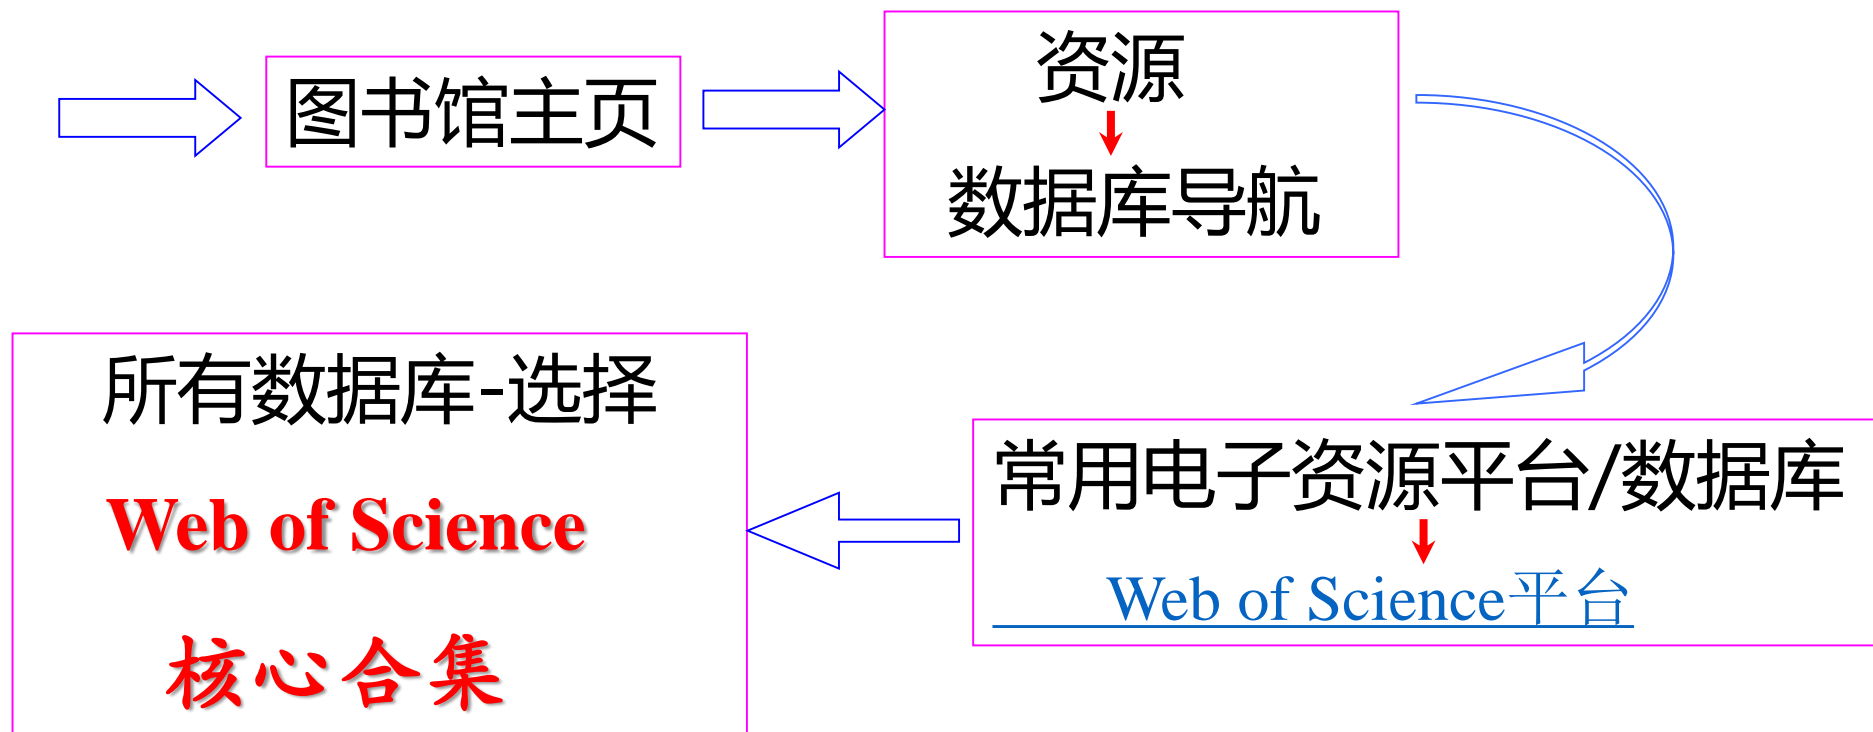 图书馆主页
资源
数据库导航
常用电子资源平台/数据库
Web of Science平台
所有数据库-选择
Web of Science
核心合集